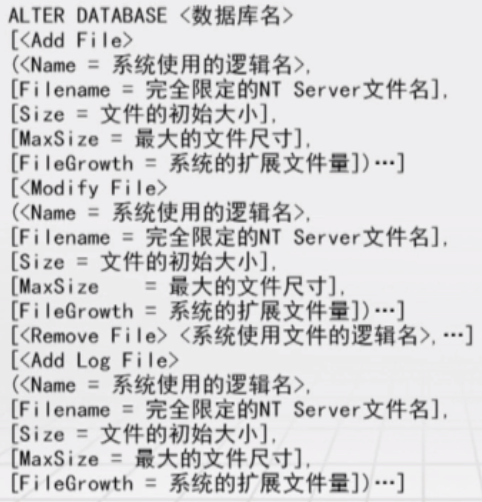 ALTER DATABASE <数据库名>
[<Add File>
(<Name = 系统使用的逻辑名>,
[Filename = 完全限定的NT Server文件名],
[Size = 文件的初始大小],
[MaxSize = 最大的文件尺寸],
[FileGrowth = 系统的扩展文件量])…]
[<Modify File>
(<Name = 系统使用的逻辑名>,
[Filename = 完全限定的NT Server文件名],
[Size = 文件的初始大小],
[MaxSize   = 最大的文件尺寸],
[FileGrowth = 系统的扩展文件量])…]
[<Remove File> <系统使用文件的逻辑名>,…]
[<Add Log File>
(<Name = 系统使用的逻辑名>,
[Filename = 完全限定的NT Server文件名],
[Size = 文件的初始大小],
[MaxSize = 最大的文件尺寸],
[FileGrowth = 系统的扩展文件量])…]